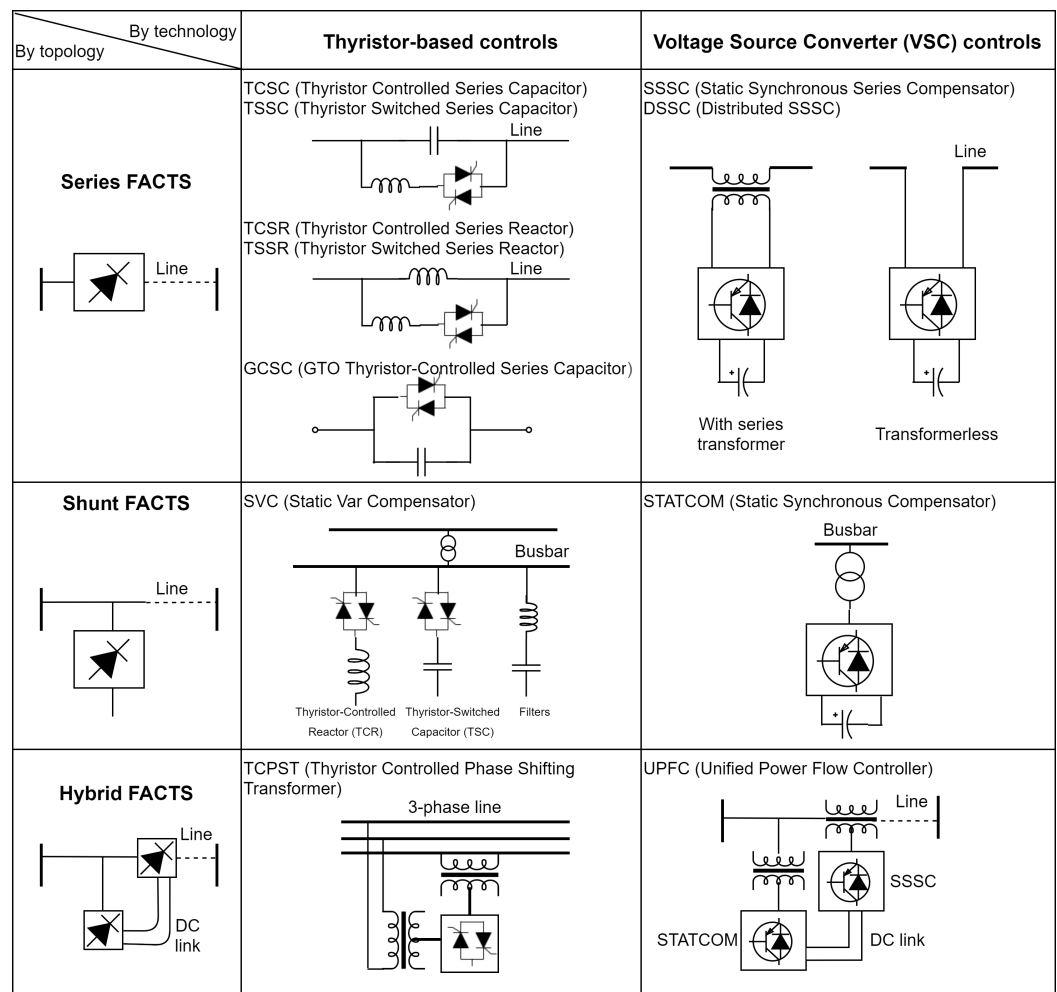 By technology
By topology
Thyristor-based controls
Voltage Source Converter (VSC) controls
Series FACTS
Line
TCSC (Thyristor Controlled Series Capacitor)
TSSC (Thyristor Switched Series Capacitor)
Line
TCSR (Thyristor Controlled Series Reactor)
TSSR (Thyristor Switched Series Reactor)
Line
GCSC (GTO Thyristor-Controlled Series Capacitor)
SSSC (Static Synchronous Series Compensator)
DSSC (Distributed SSSC)
Line
+
+
With series
transformer
Transformerless
Shunt FACTS
Line
SVC (Static Var Compensator)
Busbar
Thyristor-Controlled
Reactor (TCR)
Thyristor-Switched
Capacitor (TSC)
Filters
STATCOM (Static Synchronous Compensator)
Busbar
+
Hybrid FACTS
Line
DC
link
TCPST (Thyristor Controlled Phase Shifting
Transformer)
3-phase line
UPFC (Unified Power Flow Controller)
Line
SSSC
STATCOM
DC link